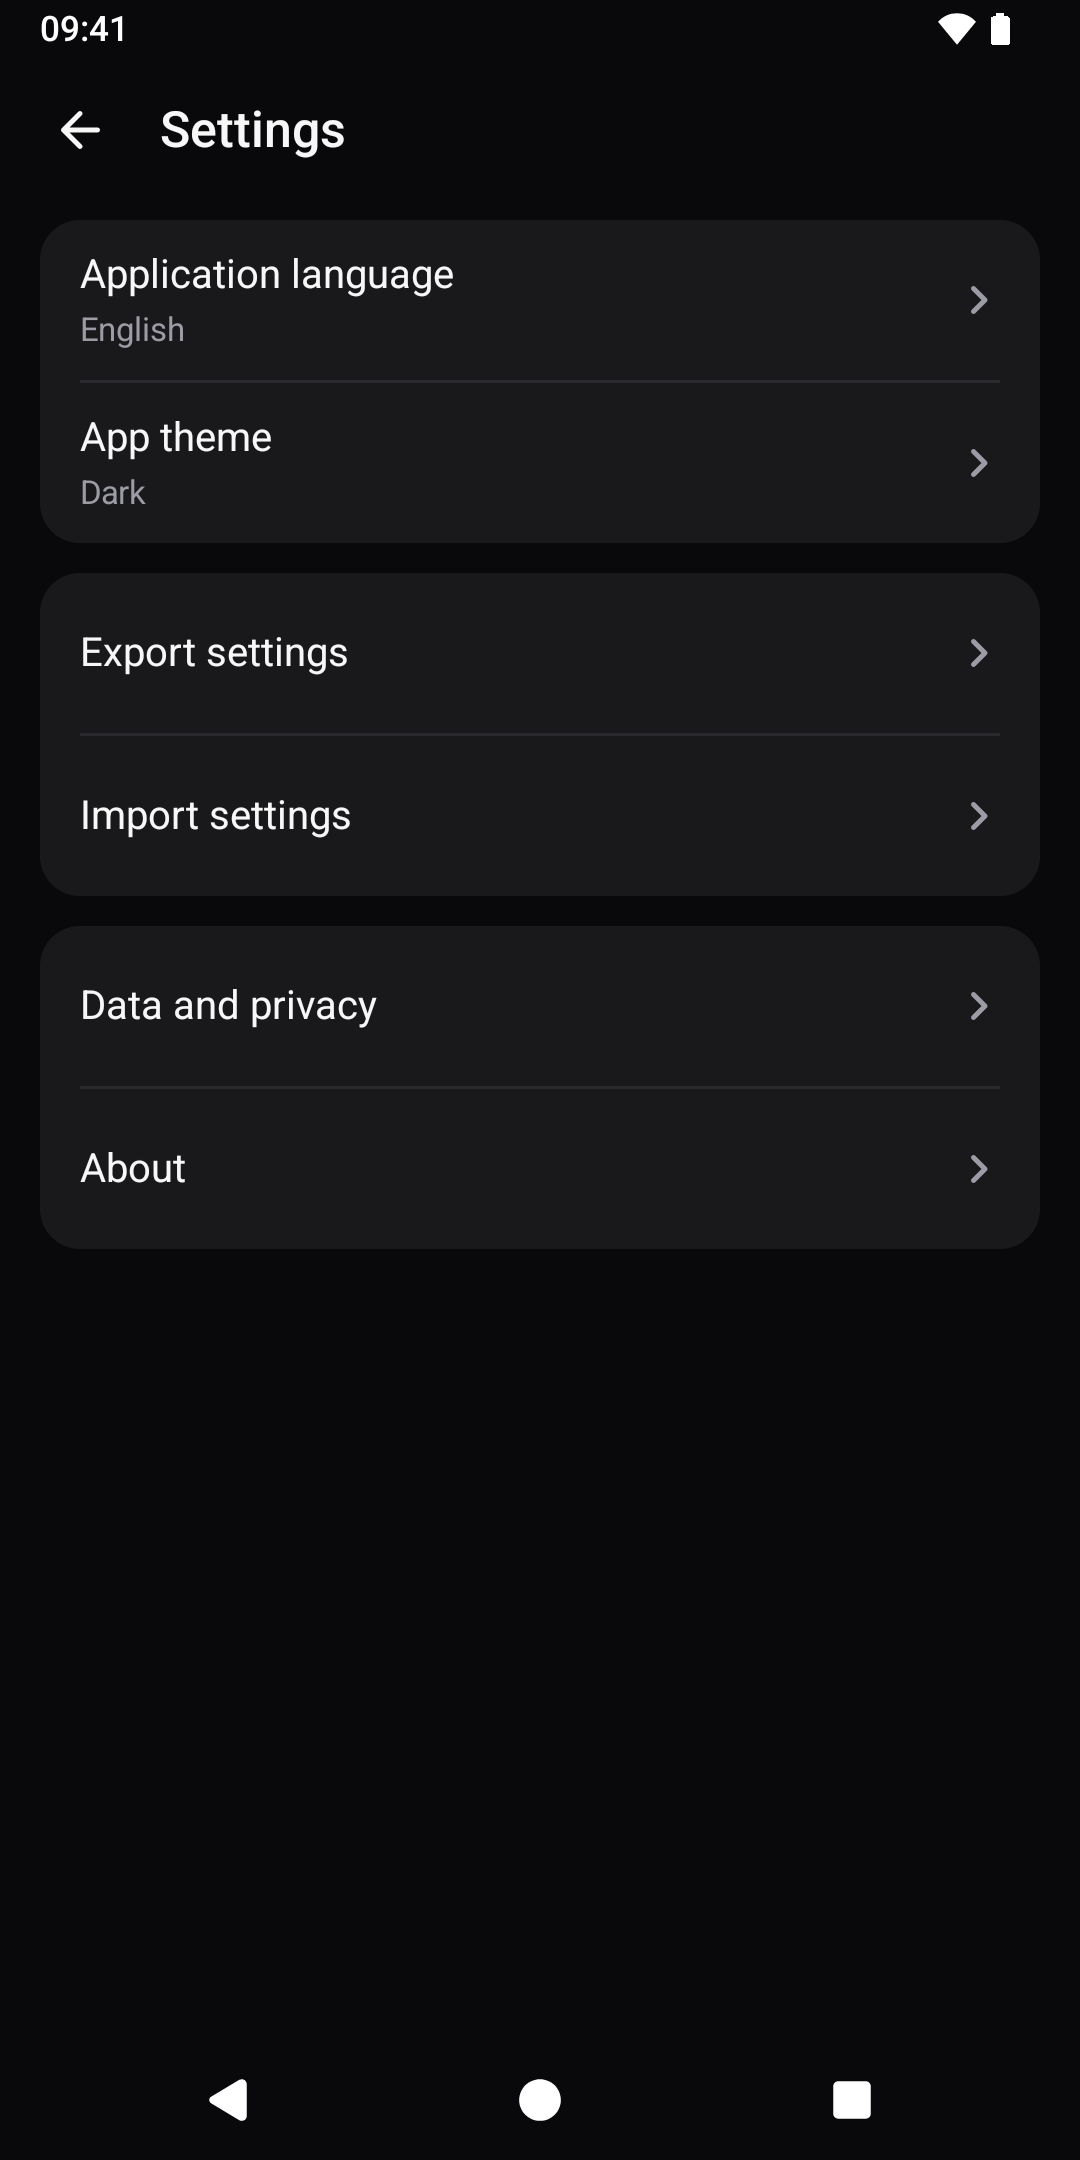 09:41
Settings
Application language
English
App theme
Dark
Export settings
Import settings
Data and privacy
About